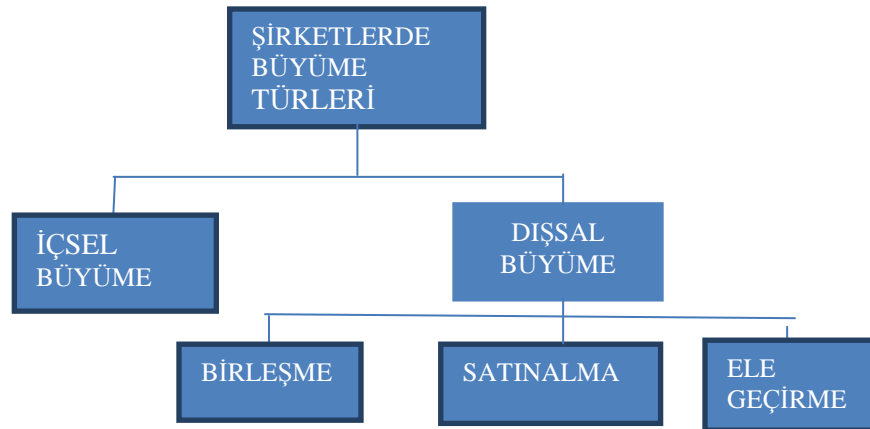 ŞİRKETLERDE
BÜYÜME
TÜRLERİ
İÇSEL
BÜYÜME
DIŞSAL
BÜYÜME
BİRLEŞME
SATINALMA
ELE
GEÇİRME